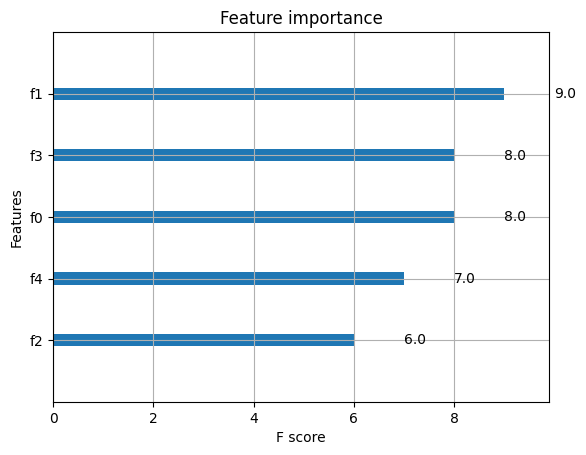 Feature importance
f1
9.0
f3
8.0
f0
8.0
f4
7.0
f2
6.0
0 2 4 6 8
F score
Features